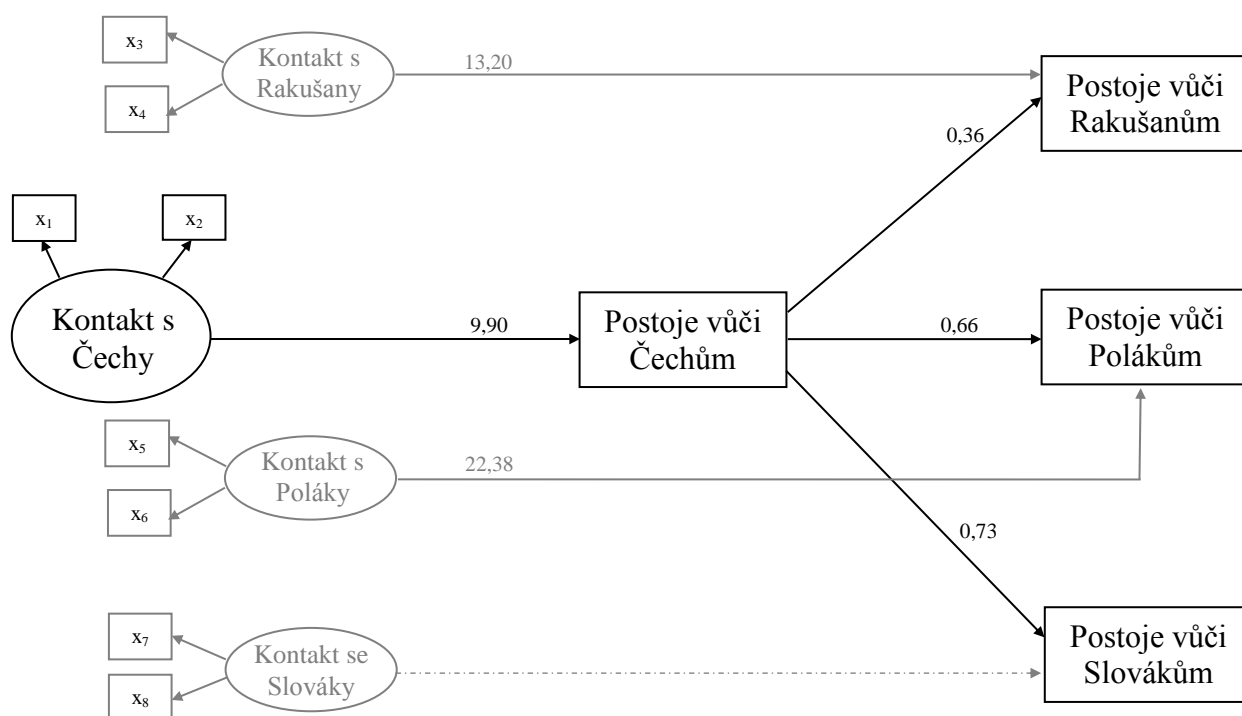 x₃
Kontakt s
Rakušany
x₄
13,20
Postoje vůči
Rakušanům
0,36
x₁
x₂
Kontakt s
Čechy
9,90
Postoje vůči
Čechům
0,66
Postoje vůči
Polákům
x₅
Kontakt s
Poláky
x₆
22,38
0,73
x₇
Kontakt se
Slováky
x₈
Postoje vůči
Slovákům